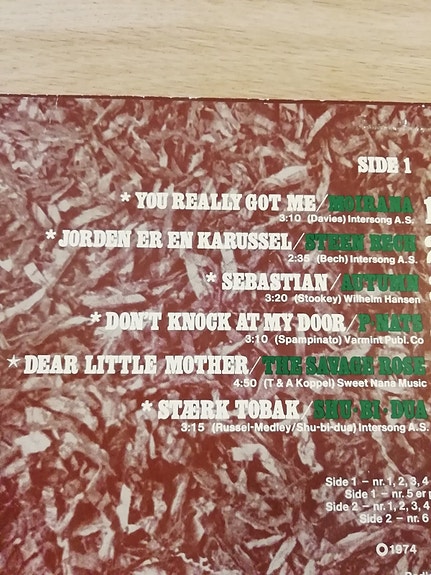 SIDE 1
* YOU REALLY GOT ME/MOIRANA
3:10 (Davies) Intersong A.S.
* JORDEN ER EN KARUSSEL/STEEN BECH
2:35 (Bech) Intersong A.S.
* SEBASTIAN/AUTUMN
3:20 (Stookey) Wilhelm Hansen
* DON'T KNOCK AT MY DOOR/P-NATS
3:10 (Spampinato) Varmint Publ. Co
* DEAR LITTLE MOTHER/THE SAVAGE ROSE
4:50 (T & A Koppel) Sweet Nana Music
* STÆRK TOBAK/SHU·BI·DUA
3:15 (Russel-Medley/Shu-bi-dua) Intersong A.S.
Side 1 – nr. 1, 2, 3, 4
Side 1 – nr. 5 er p
Side 2 – nr. 1, 2, 3, 4
Side 2 – nr. 6
1974